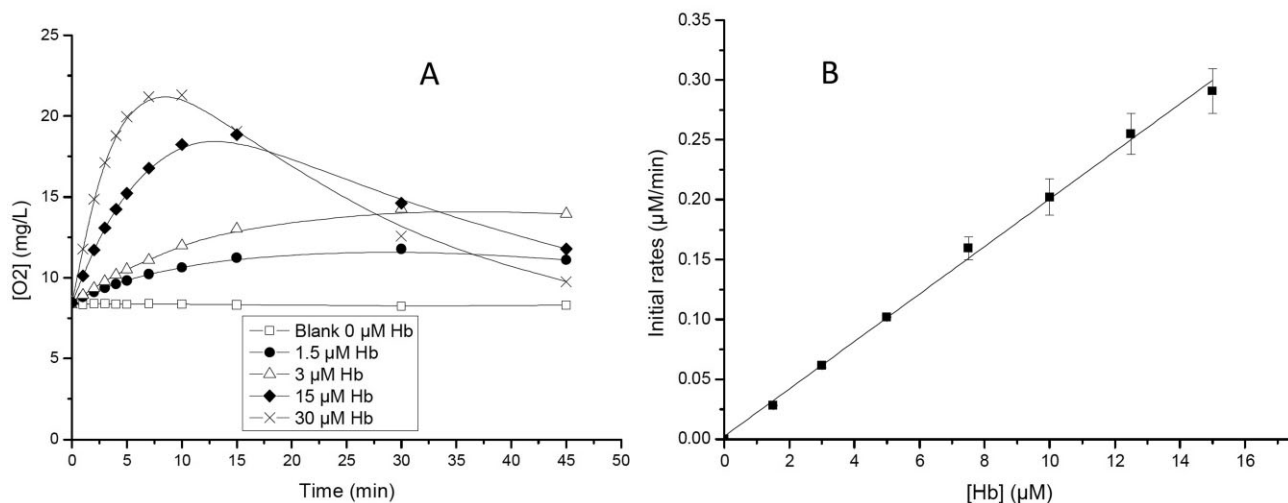 A
[O2] (mg/L)
25
20
15
10
5
0
Blank 0 µM Hb
1.5 µM Hb
3 µM Hb
15 µM Hb
30 µM Hb
0 5 10 15 20 25 30 35 40 45 50
Time (min)
B
Initial rates (µM/min)
0.30
0.25
0.20
0.15
0.10
0.05
0.00
0 2 4 6 8 10 12 14 16
[Hb] (µM)